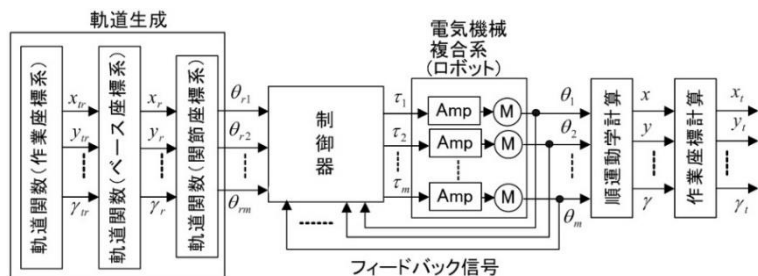 軌道生成
軌道関数(作業座標系)
x_tr
y_tr
γ_tr
軌道関数(ベース座標系)
x_r
y_r
γ_r
軌道関数(関節座標系)
θ_r1
θ_r2
θ_rm
制御器
τ_1
τ_2
τ_m
電気機械
複合系
(ロボット)
Amp
M
Amp
M
Amp
M
θ_1
θ_2
θ_m
順運動学計算
x
y
γ
作業座標計算
x_t
y_t
γ_t
フィードバック信号